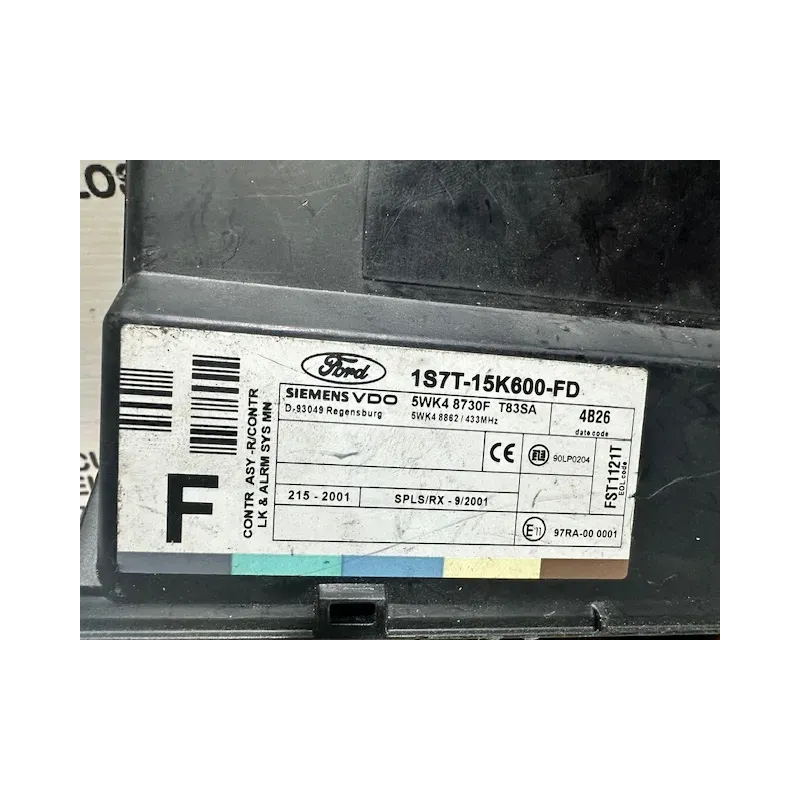 LOS
Ford
1S7T-15K600-FD
SIEMENS VDO
D-93049 Regensburg
5WK4 8730F T83SA
5WK4 8862 / 433MHz
4B26
date code
CE
90LP0204
215 - 2001
SPLS/RX - 9/2001
E11
97RA-00 0001
FST1121T
EOL code
CONTR ASY -R/CONTR
LK & ALRM SYS MN
F